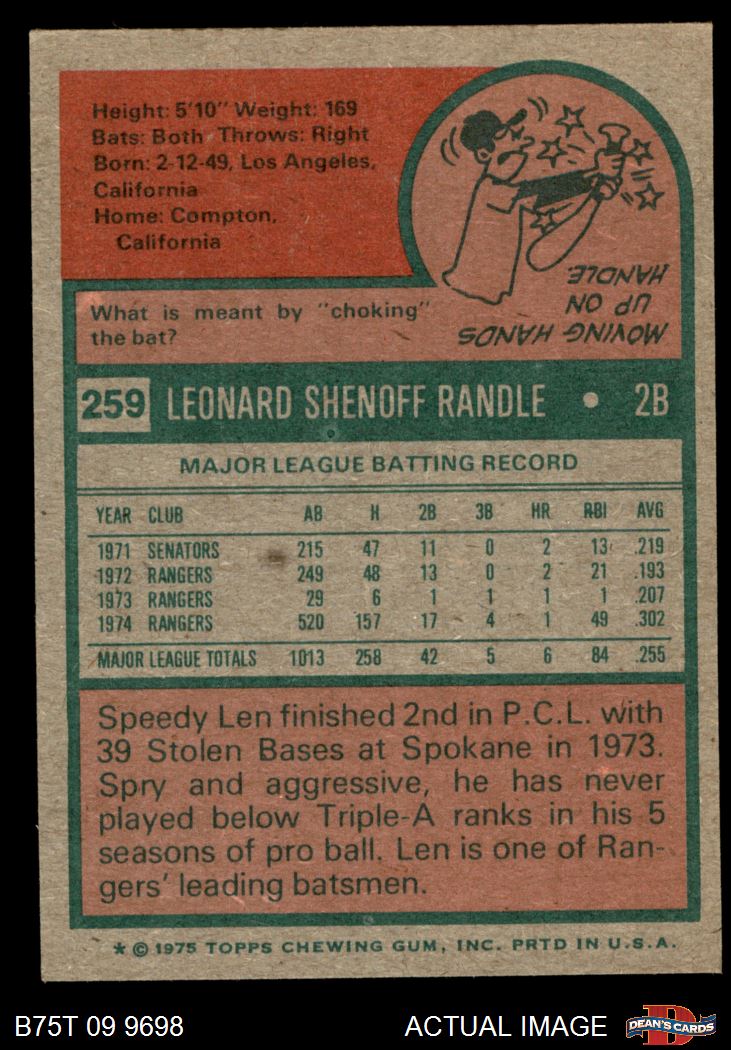 Height: 5'10" Weight: 169
Bats: Both Throws: Right
Born: 2-12-49, Los Angeles,
California
Home: Compton,
California
What is meant by "choking"
the bat?
MOVING HANDS
UP ON
HANDLE.
259 LEONARD SHENOFF RANDLE • 2B
MAJOR LEAGUE BATTING RECORD
YEAR CLUB AB H 2B 3B HR RBI AVG
1971 SENATORS 215 47 11 0 2 13 .219
1972 RANGERS 249 48 13 0 2 21 .193
1973 RANGERS 29 6 1 1 1 1 .207
1974 RANGERS 520 157 17 4 1 49 .302
MAJOR LEAGUE TOTALS 1013 258 42 5 6 84 .255
Speedy Len finished 2nd in P.C.L. with
39 Stolen Bases at Spokane in 1973.
Spry and aggressive, he has never
played below Triple-A ranks in his 5
seasons of pro ball. Len is one of Ran-
gers' leading batsmen.
* © 1975 TOPPS CHEWING GUM, INC. PRTD IN U.S.A.
B75T 09 9698 ACTUAL IMAGE DEAN'S CARDS